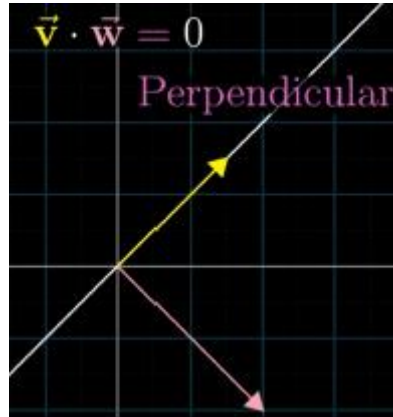 v⃗ · w⃗ = 0
Perpendicular